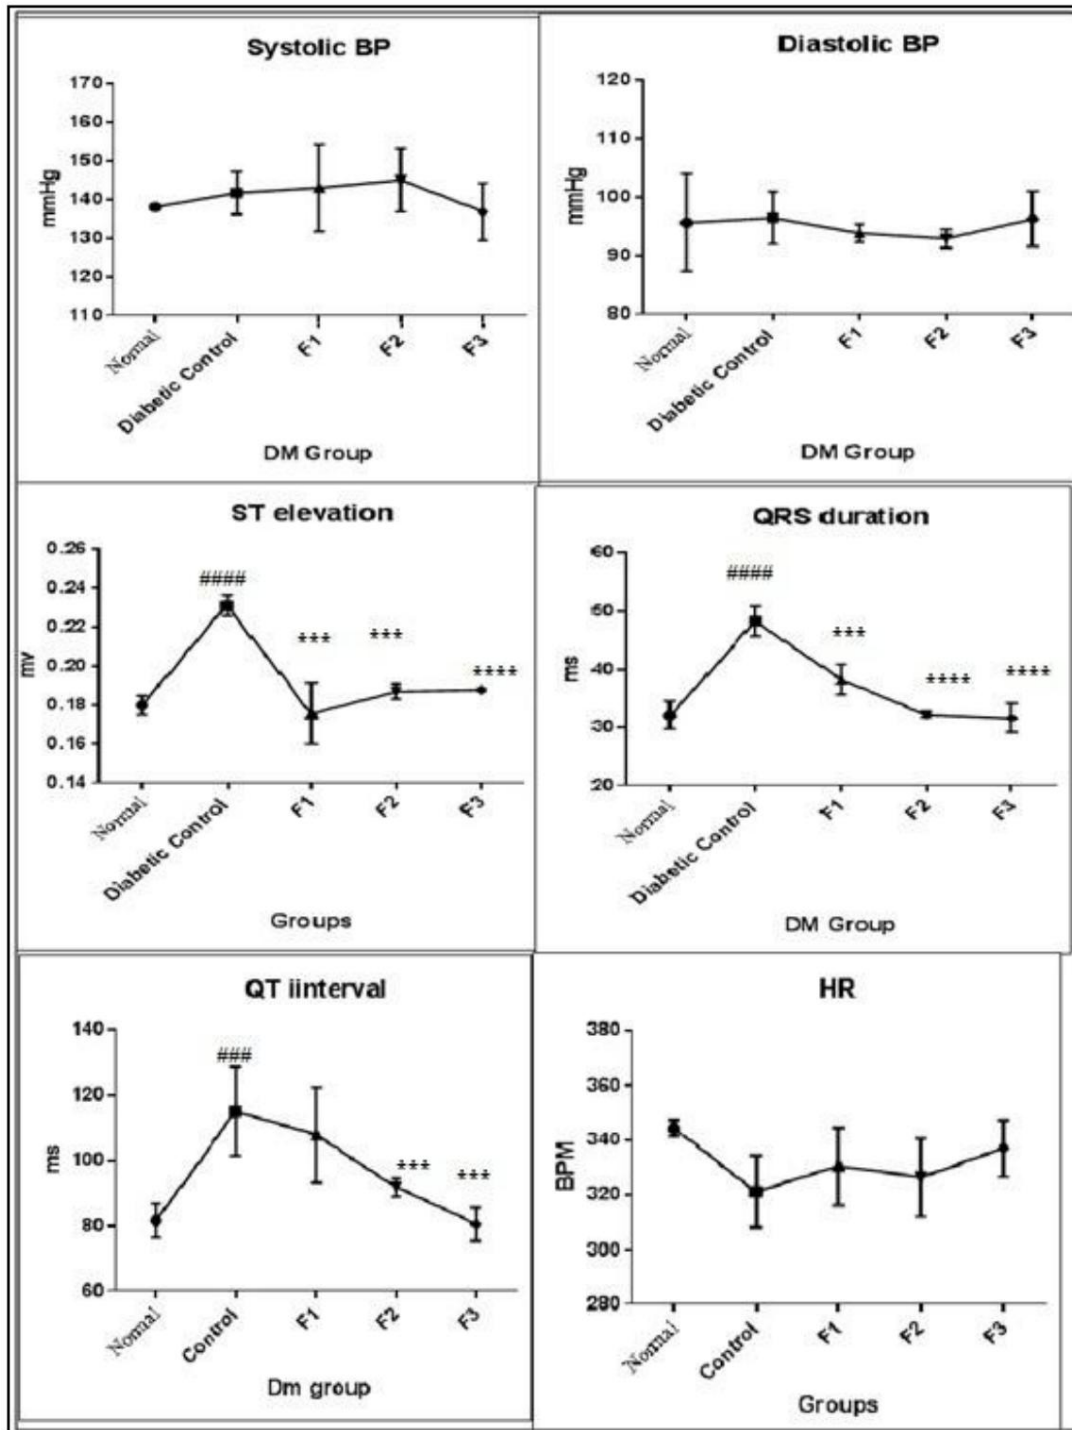 Systolic BP
170
160
150
140
130
120
110
mmHg
Normal
Diabetic Control
F1
F2
F3
DM Group
Diastolic BP
120
110
100
90
80
mmHg
Normal
Diabetic Control
F1
F2
F3
DM Group
ST elevation
0.26
0.24
0.22
0.20
0.18
0.16
0.14
mv
####
***
***
****
Normal
Diabetic Control
F1
F2
F3
Groups
QRS duration
60
50
40
30
20
ms
####
***
****
****
Normal
Diabetic Control
F1
F2
F3
DM Group
QT iinterval
140
120
100
80
60
ms
###
***
***
Normal
Control
F1
F2
F3
Dm group
HR
380
360
340
320
300
280
BPM
Normal
Control
F1
F2
F3
Groups